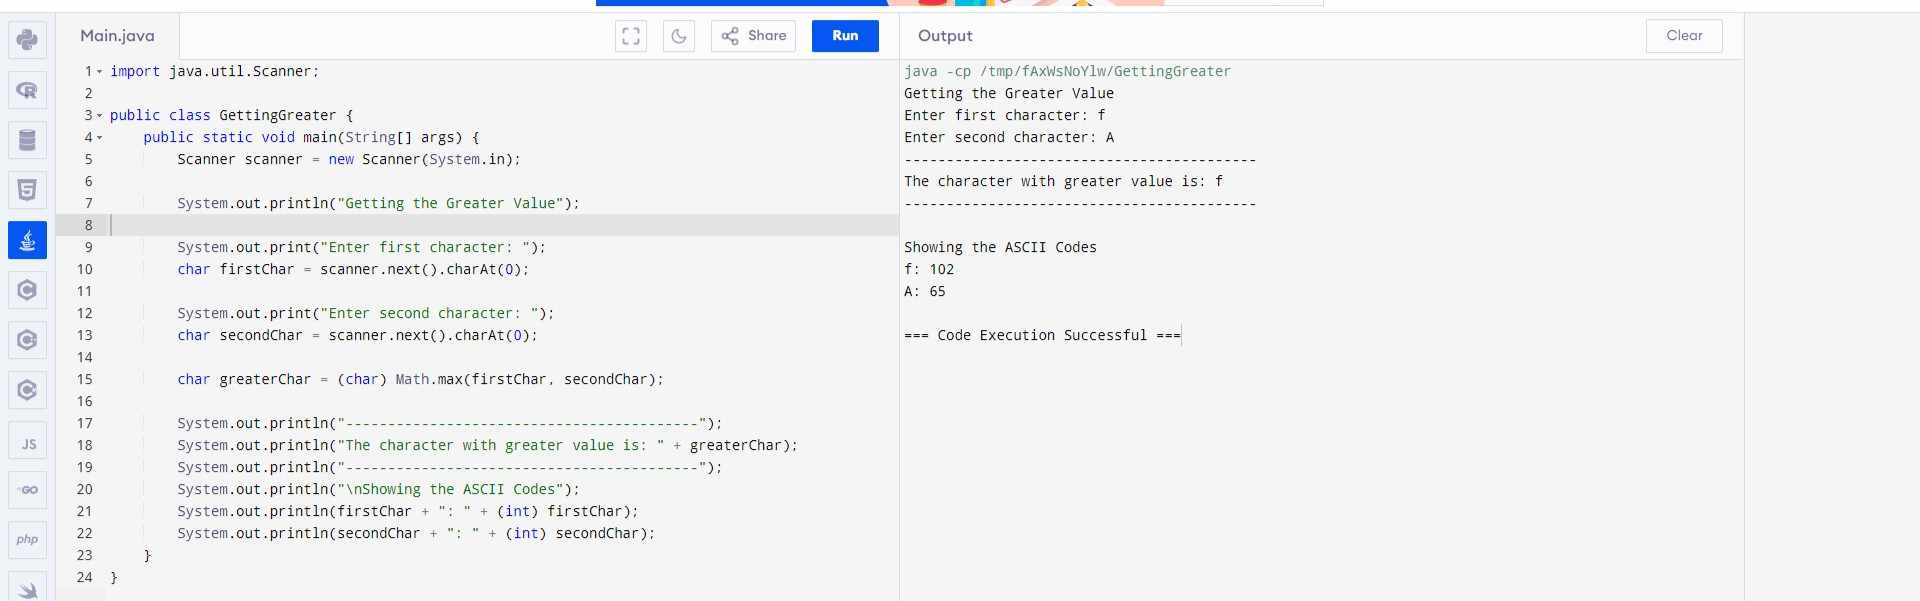 Main.java
Share
Run
Output
Clear
1 import java.util.Scanner;
2
3 public class GettingGreater {
4     public static void main(String[] args) {
5         Scanner scanner = new Scanner(System.in);
6
7         System.out.println("Getting the Greater Value");
8
9         System.out.print("Enter first character: ");
10         char firstChar = scanner.next().charAt(0);
11
12         System.out.print("Enter second character: ");
13         char secondChar = scanner.next().charAt(0);
14
15         char greaterChar = (char) Math.max(firstChar, secondChar);
16
17         System.out.println("------------------------------------------");
18         System.out.println("The character with greater value is: " + greaterChar);
19         System.out.println("------------------------------------------");
20         System.out.println("\nShowing the ASCII Codes");
21         System.out.println(firstChar + ": " + (int) firstChar);
22         System.out.println(secondChar + ": " + (int) secondChar);
23     }
24 }
java -cp /tmp/fAxWsNoYlw/GettingGreater
Getting the Greater Value
Enter first character: f
Enter second character: A
------------------------------------------
The character with greater value is: f
------------------------------------------
Showing the ASCII Codes
f: 102
A: 65
=== Code Execution Successful ===
JS
GO
php